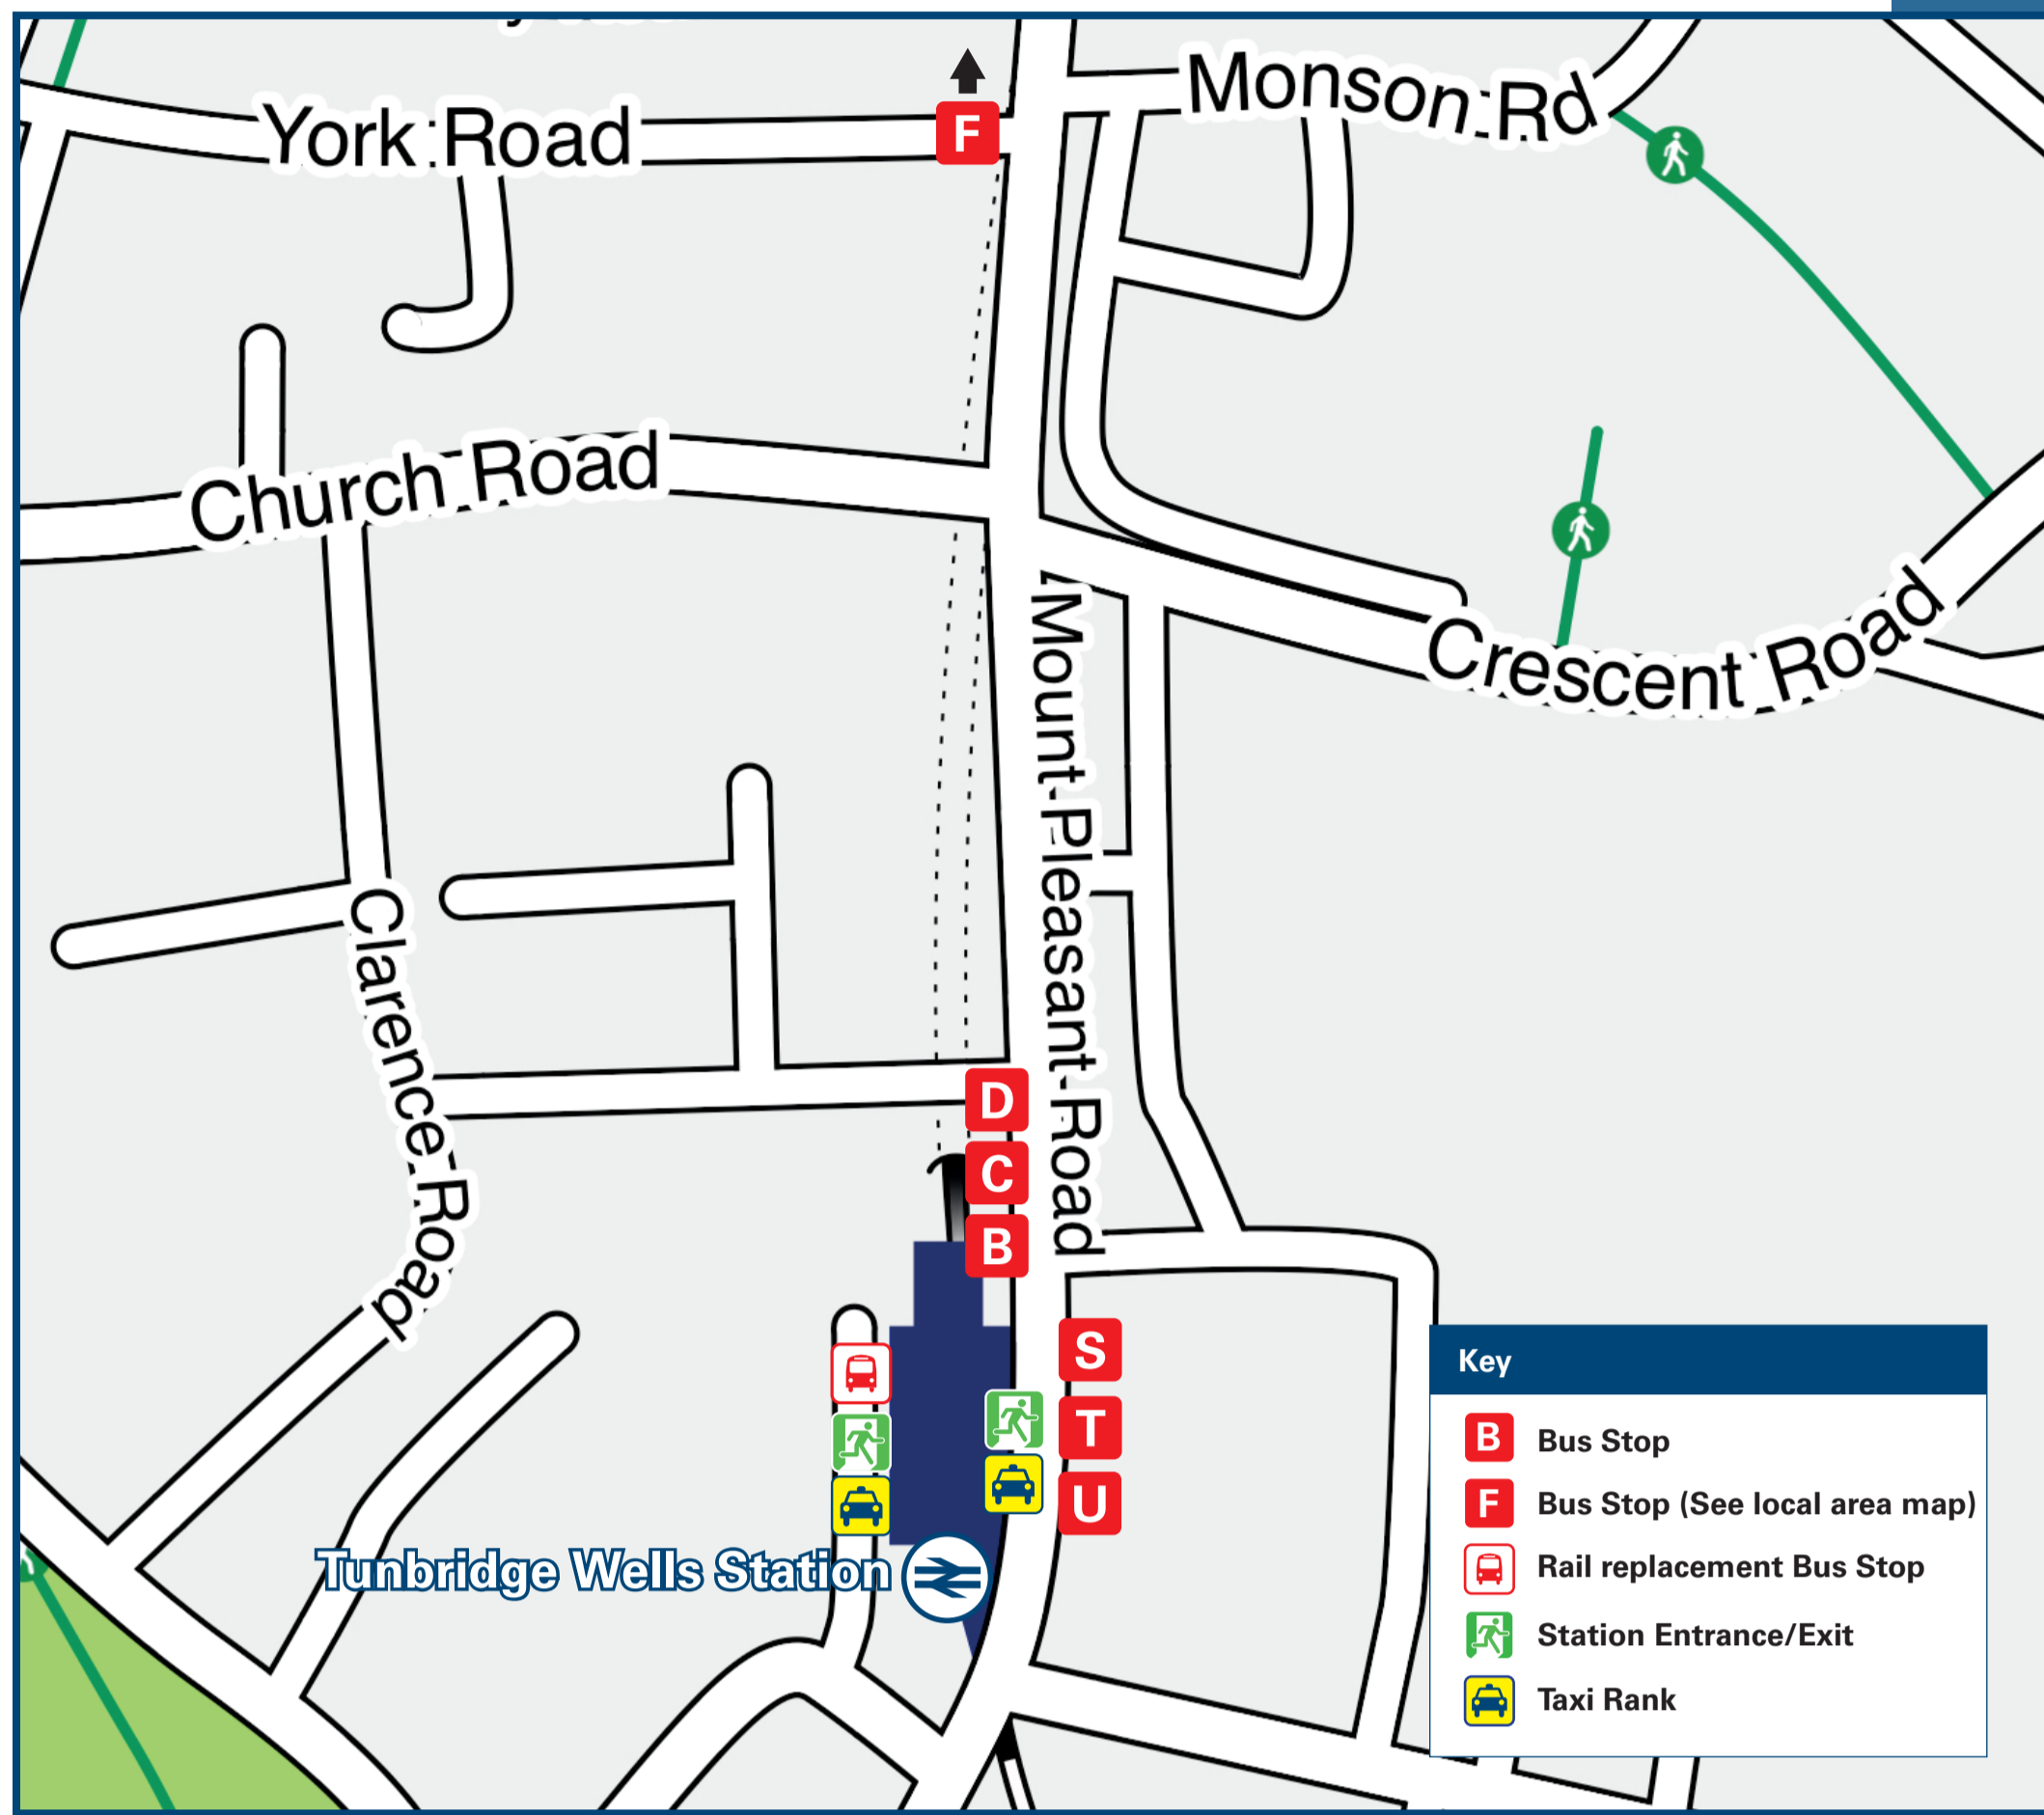 Monson Rd
York Road
F
Church Road
Crescent Road
Mount Pleasant Road
Clarence Road
D
C
B
S
T
U
Tunbridge Wells Station
Key
B Bus Stop
F Bus Stop (See local area map)
Rail replacement Bus Stop
Station Entrance/Exit
Taxi Rank